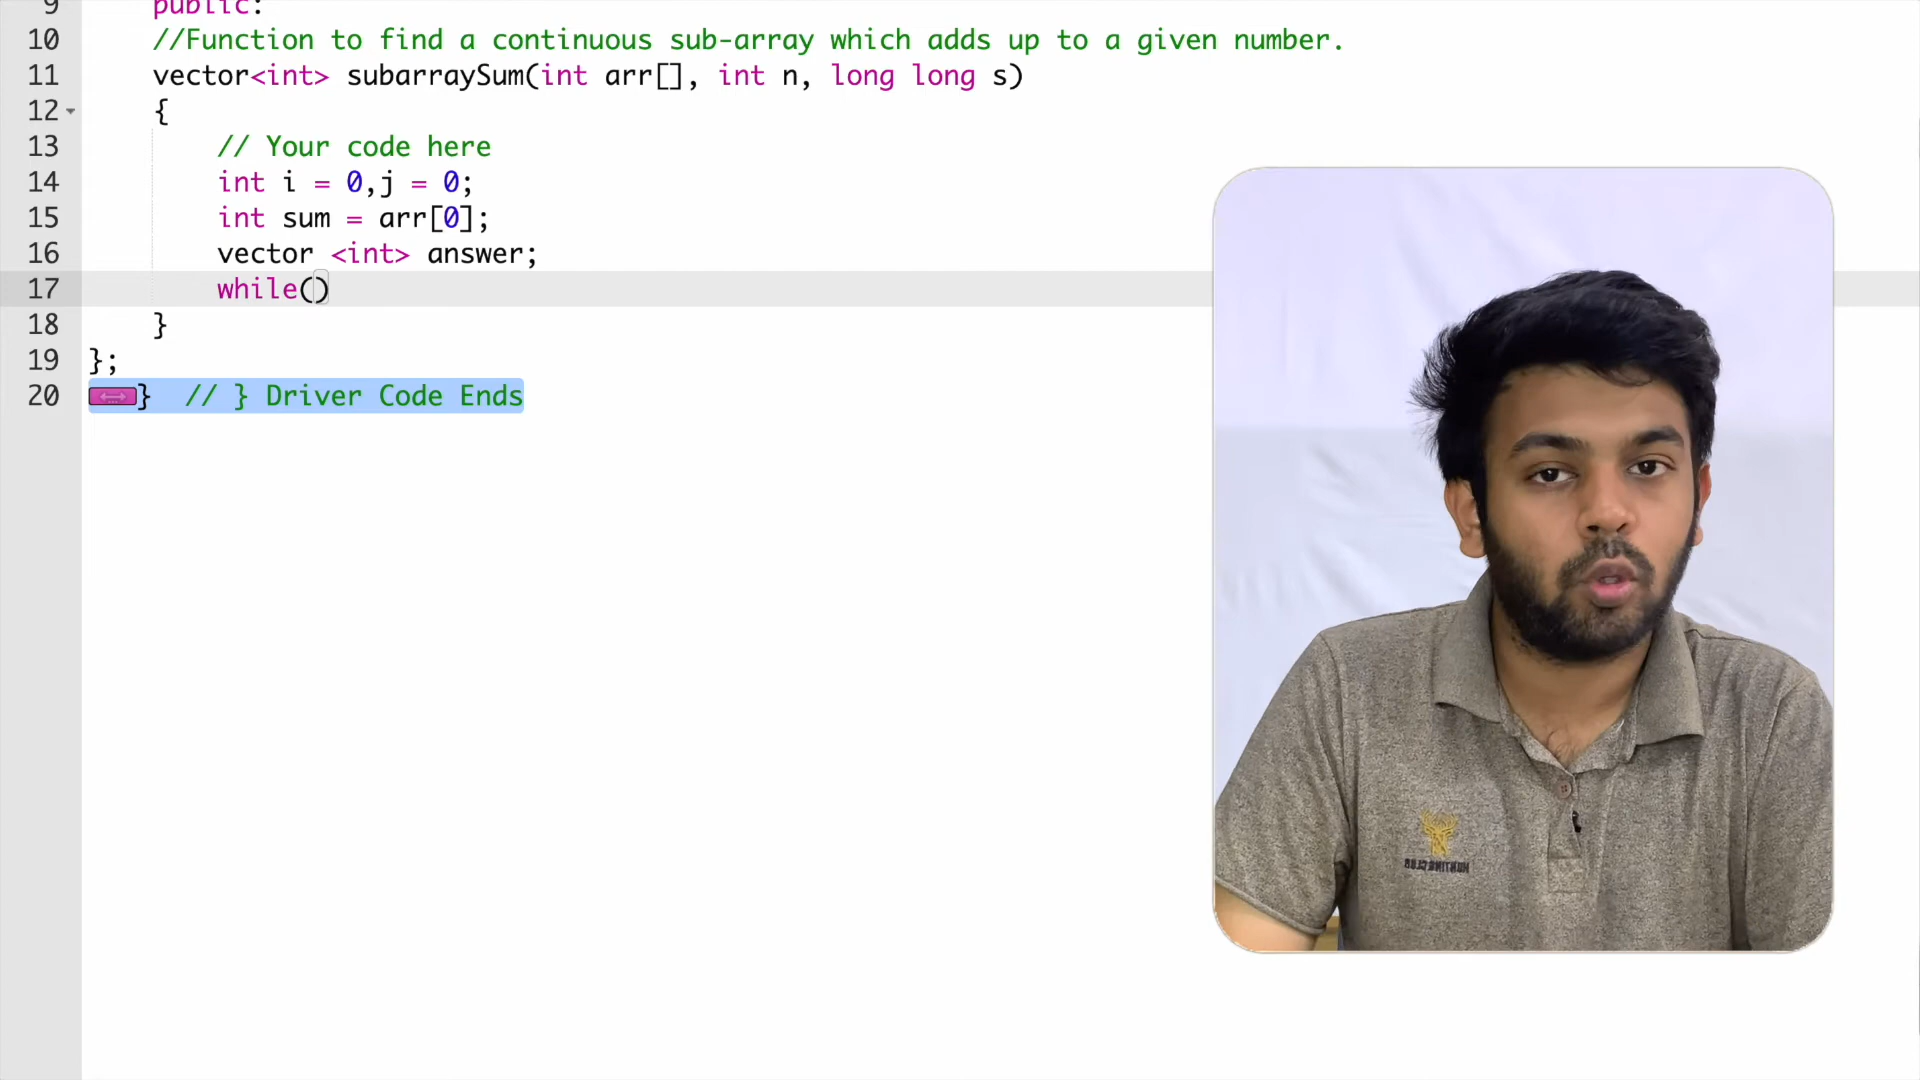 9 public:
10 //Function to find a continuous sub-array which adds up to a given number.
11 vector<int> subarraySum(int arr[], int n, long long s)
12 {
13 // Your code here
14 int i = 0,j = 0;
15 int sum = arr[0];
16 vector <int> answer;
17 while()
18 }
19 };
20 } // } Driver Code Ends
HUNTING CLUB